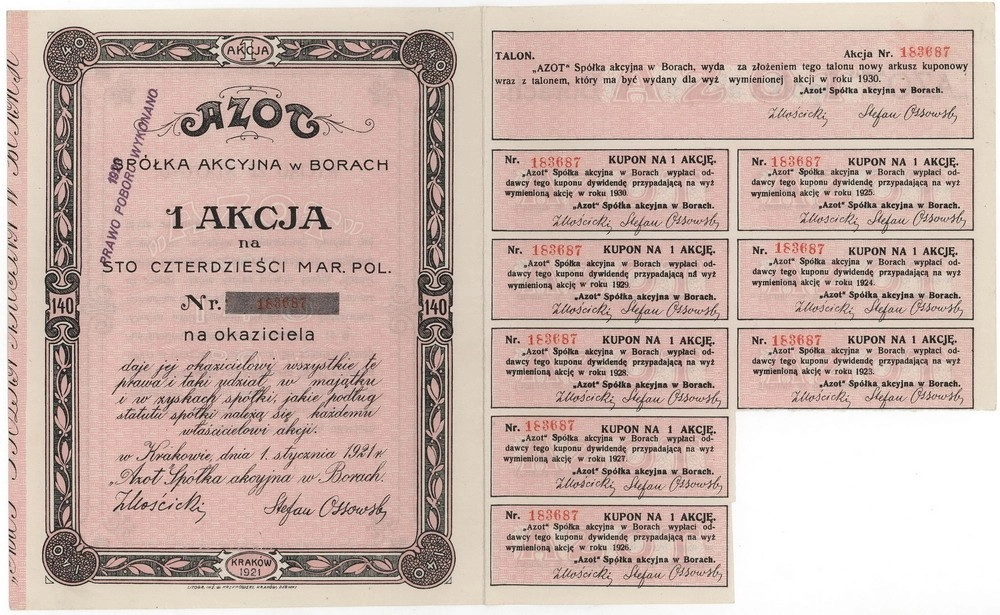 1
AKCJA
AZOT
SPÓŁKA AKCYJNA w BORACH
1920
PRAWO POBORU WYKONANO
1 AKCJA
na
STO CZTERDZIEŚCI MAR. POL.
Nr. 183687
na okaziciela
140
140
daje jej okazicielowi wszystkie te
prawa i taki udział w majątku
i w zyskach spółki, jakie podług
statutu spółki należą się każdemu
właścicielowi akcji.
w Krakowie, dnia 1. stycznia 1921 r.
„Azot" Spółka akcyjna w Borach.
IMościcki Stefan Ossowski
KRAKÓW
1921
TALON. Akcja Nr. 183687
„AZOT" Spółka akcyjna w Borach, wyda za złożeniem tego talonu nowy arkusz kuponowy
wraz z talonem, który ma być wydany dla wyż wymienionej akcji w roku 1930.
„Azot" Spółka akcyjna w Borach.
IMościcki Stefan Ossowski
Nr. 183687 KUPON NA 1 AKCJĘ.
„Azot" Spółka akcyjna w Borach wypłaci od-
dawcy tego kuponu dywidendę przypadającą na wyż
wymienioną akcję w roku 1930.
„Azot" Spółka akcyjna w Borach.
IMościcki Stefan Ossowski
Nr. 183687 KUPON NA 1 AKCJĘ.
„Azot" Spółka akcyjna w Borach wypłaci od-
dawcy tego kuponu dywidendę przypadającą na wyż
wymienioną akcję w roku 1925.
„Azot" Spółka akcyjna w Borach.
IMościcki Stefan Ossowski
Nr. 183687 KUPON NA 1 AKCJĘ.
„Azot" Spółka akcyjna w Borach wypłaci od-
dawcy tego kuponu dywidendę przypadającą na wyż
wymienioną akcję w roku 1929.
„Azot" Spółka akcyjna w Borach.
IMościcki Stefan Ossowski
Nr. 183687 KUPON NA 1 AKCJĘ.
„Azot" Spółka akcyjna w Borach wypłaci od-
dawcy tego kuponu dywidendę przypadającą na wyż
wymienioną akcję w roku 1924.
„Azot" Spółka akcyjna w Borach.
IMościcki Stefan Ossowski
Nr. 183687 KUPON NA 1 AKCJĘ.
„Azot" Spółka akcyjna w Borach wypłaci od-
dawcy tego kuponu dywidendę przypadającą na wyż
wymienioną akcję w roku 1928.
„Azot" Spółka akcyjna w Borach.
IMościcki Stefan Ossowski
Nr. 183687 KUPON NA 1 AKCJĘ.
„Azot" Spółka akcyjna w Borach wypłaci od-
dawcy tego kuponu dywidendę przypadającą na wyż
wymienioną akcję w roku 1923.
„Azot" Spółka akcyjna w Borach.
IMościcki Stefan Ossowski
Nr. 183687 KUPON NA 1 AKCJĘ.
„Azot" Spółka akcyjna w Borach wypłaci od-
dawcy tego kuponu dywidendę przypadającą na wyż
wymienioną akcję w roku 1927.
„Azot" Spółka akcyjna w Borach.
IMościcki Stefan Ossowski
Nr. 183687 KUPON NA 1 AKCJĘ.
„Azot" Spółka akcyjna w Borach wypłaci od-
dawcy tego kuponu dywidendę przypadającą na wyż
wymienioną akcję w roku 1926.
„Azot" Spółka akcyjna w Borach.
IMościcki Stefan Ossowski